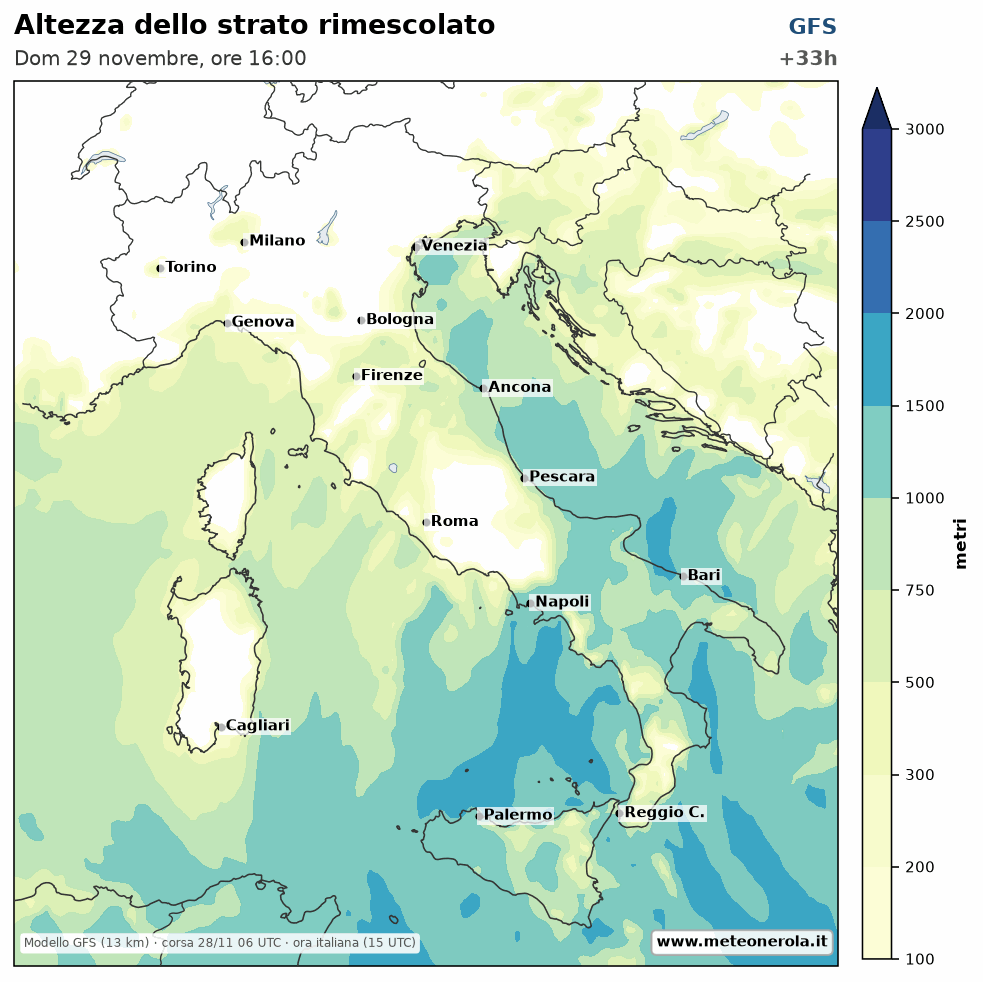 Altezza dello strato rimescolato
GFS
Dom 29 novembre, ore 16:00
+33h
Milano
Venezia
Torino
Genova
Bologna
Firenze
Ancona
Pescara
Roma
Bari
Napoli
Cagliari
Palermo
Reggio C.
3000
2500
2000
1500
1000
750
500
300
200
100
metri
Modello GFS (13 km) · corsa 28/11 06 UTC · ora italiana (15 UTC)
www.meteonerola.it